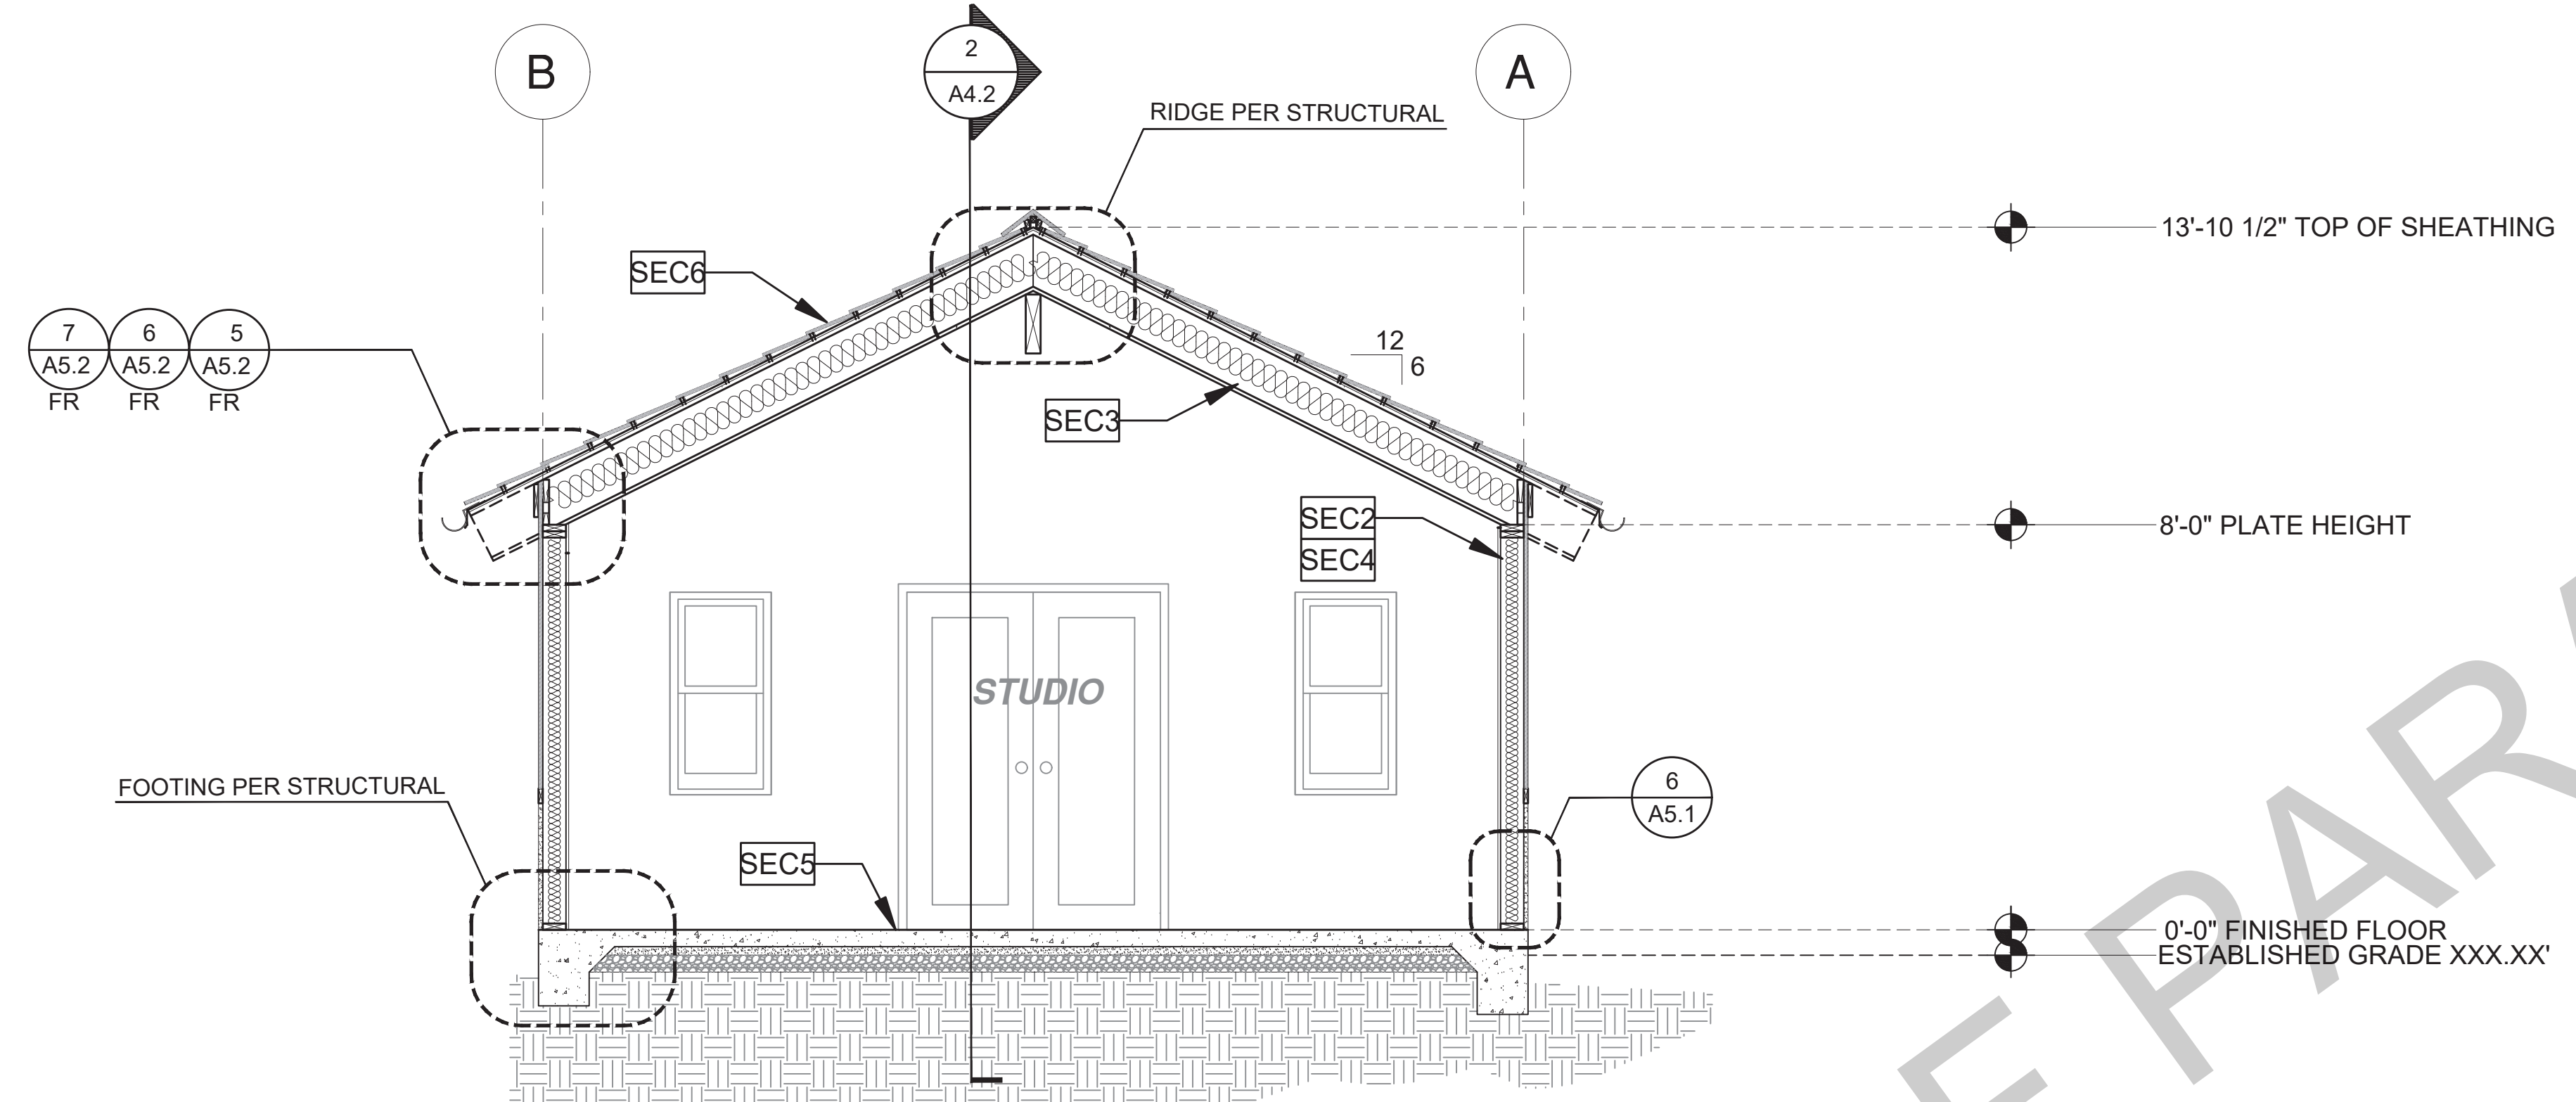 B
2
A4.2
A
RIDGE PER STRUCTURAL
13'-10 1/2" TOP OF SHEATHING
SEC6
7
A5.2
FR
6
A5.2
FR
5
A5.2
FR
12
6
SEC3
SEC2
SEC4
8'-0" PLATE HEIGHT
STUDIO
FOOTING PER STRUCTURAL
6
A5.1
SEC5
0'-0" FINISHED FLOOR
ESTABLISHED GRADE XXX.XX'